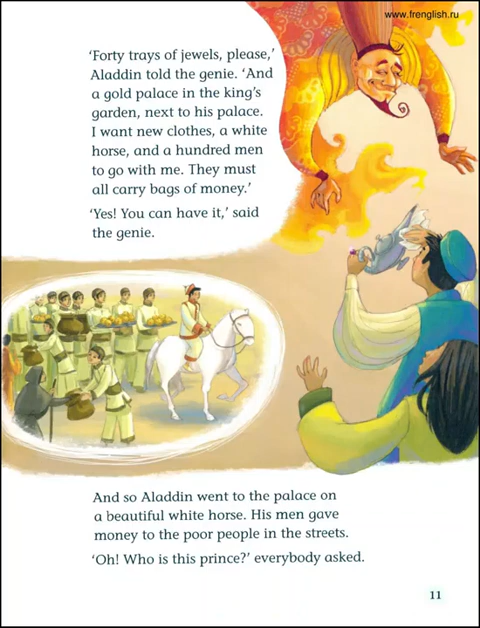 www.frenglish.ru
‘Forty trays of jewels, please,’
Aladdin told the genie. ‘And
a gold palace in the king’s
garden, next to his palace.
I want new clothes, a white
horse, and a hundred men
to go with me. They must
all carry bags of money.’
‘Yes! You can have it,’ said
the genie.
And so Aladdin went to the palace on
a beautiful white horse. His men gave
money to the poor people in the streets.
‘Oh! Who is this prince?’ everybody asked.
11